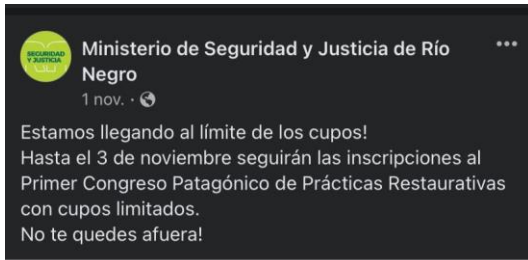 SEGURIDAD
Y JUSTICIA
Ministerio de Seguridad y Justicia de Río
Negro
1 nov. ·
Estamos llegando al límite de los cupos!
Hasta el 3 de noviembre seguirán las inscripciones al
Primer Congreso Patagónico de Prácticas Restaurativas
con cupos limitados.
No te quedes afuera!